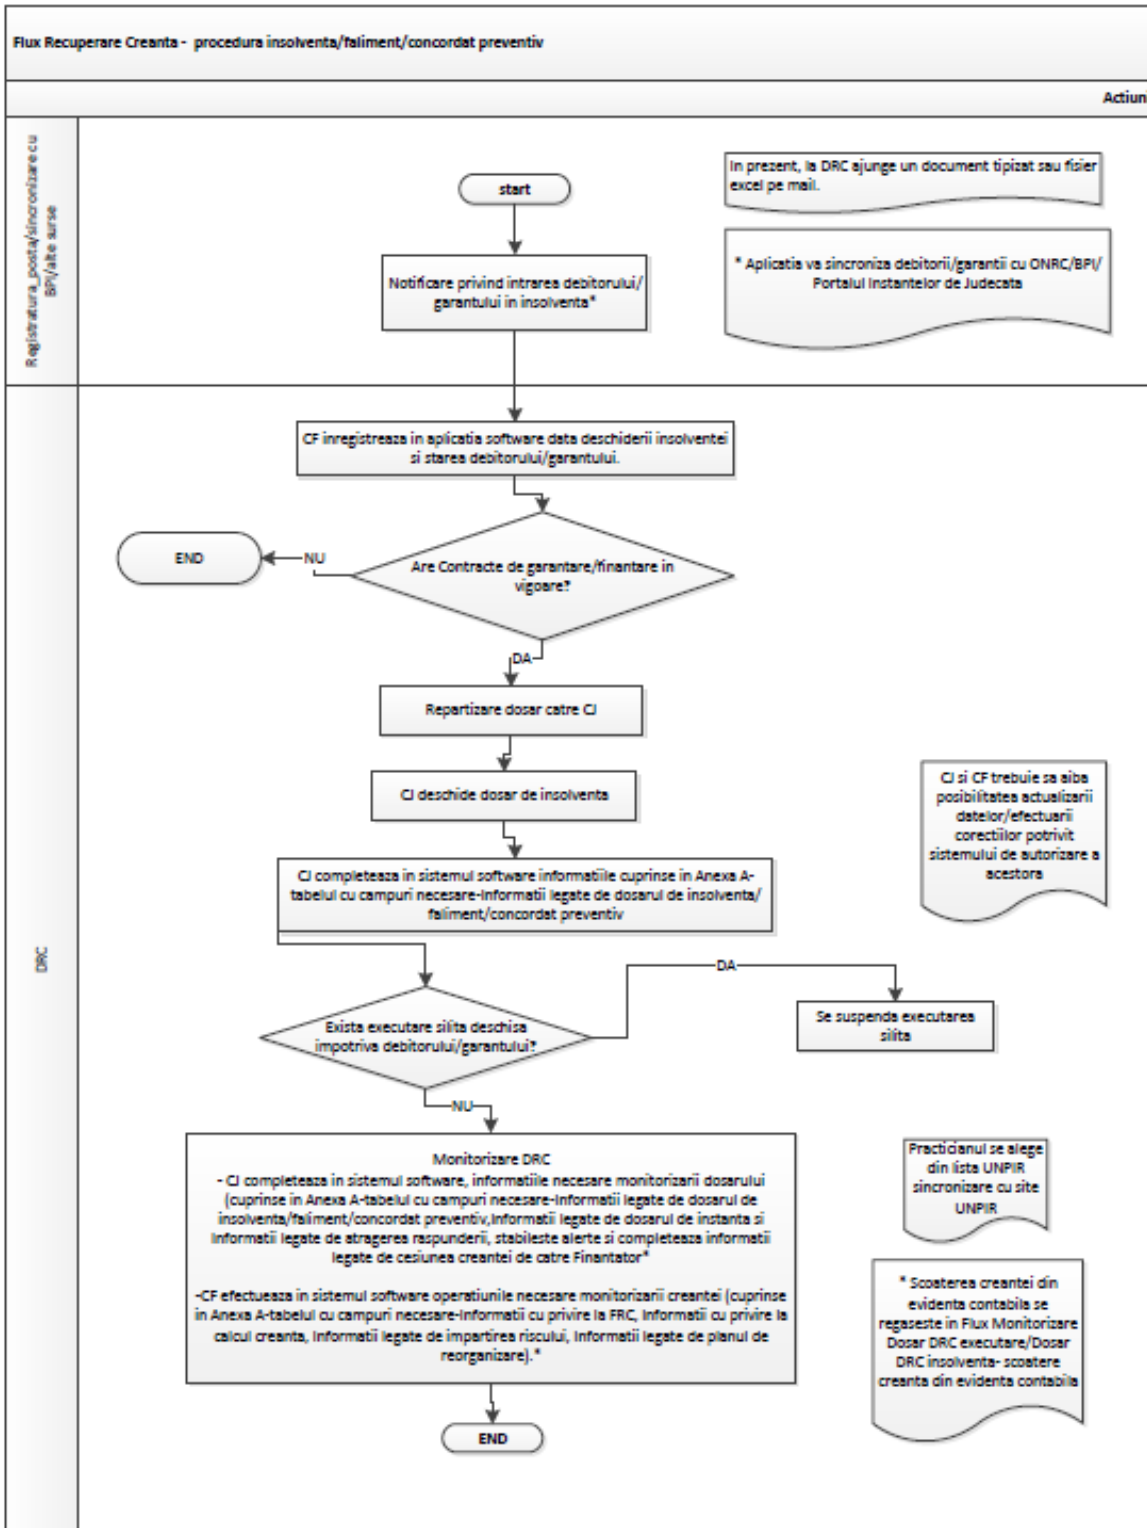 Flux Recuperare Creanta - procedura insolventa/faliment/concordat preventiv
Actiuni
Registratura_posta/sincronizare cu
BPI/alte surse
start
In prezent, la DRC ajunge un document tipizat sau fisier
excel pe mail.
Notificare privind intrarea debitorului/
garantului in insolventa*
* Aplicatia va sincroniza debitorii/garantii cu ONRC/BPI/
Portalul Instantelor de Judecata
DRC
CF inregistreaza in aplicatia software data deschiderii insolventei
si starea debitorului/garantului.
END
NU
Are Contracte de garantare/finantare in
vigoare?
DA
Repartizare dosar catre CJ
CJ deschide dosar de insolventa
CJ si CF trebuie sa aiba
posibilitatea actualizarii
datelor/efectuarii
corectiilor potrivit
sistemului de autorizare a
acestora
CJ completeaza in sistemul software informatiile cuprinse in Anexa A-
tabelul cu campuri necesare-Informatii legate de dosarul de insolventa/
faliment/concordat preventiv
DA
Exista executare silita deschisa
impotriva debitorului/garantului?
Se suspenda executarea
silita
NU
Monitorizare DRC
- CJ completeaza in sistemul software, informatiile necesare monitorizarii dosarului
(cuprinse in Anexa A-tabelul cu campuri necesare-Informatii legate de dosarul de
insolventa/faliment/concordat preventiv,Informatii legate de dosarul de instanta si
Informatii legate de atragerea raspunderii, stabileste alerte si completeaza informatii
legate de cesiunea creantei de catre Finantator*
-CF efectueaza in sistemul software operatiunile necesare monitorizarii creantei (cuprinse
in Anexa A-tabelul cu campuri necesare-Informatii cu privire la FRC, Informatii cu privire la
calcul creanta, Informatii legate de impartirea riscului, Informatii legate de planul de
reorganizare).*
Practicianul se alege
din lista UNPIR
sincronizare cu site
UNPIR
* Scoaterea creantei din
evidenta contabila se
regaseste in Flux Monitorizare
Dosar DRC executare/Dosar
DRC insolventa- scoatere
creanta din evidenta contabila
END